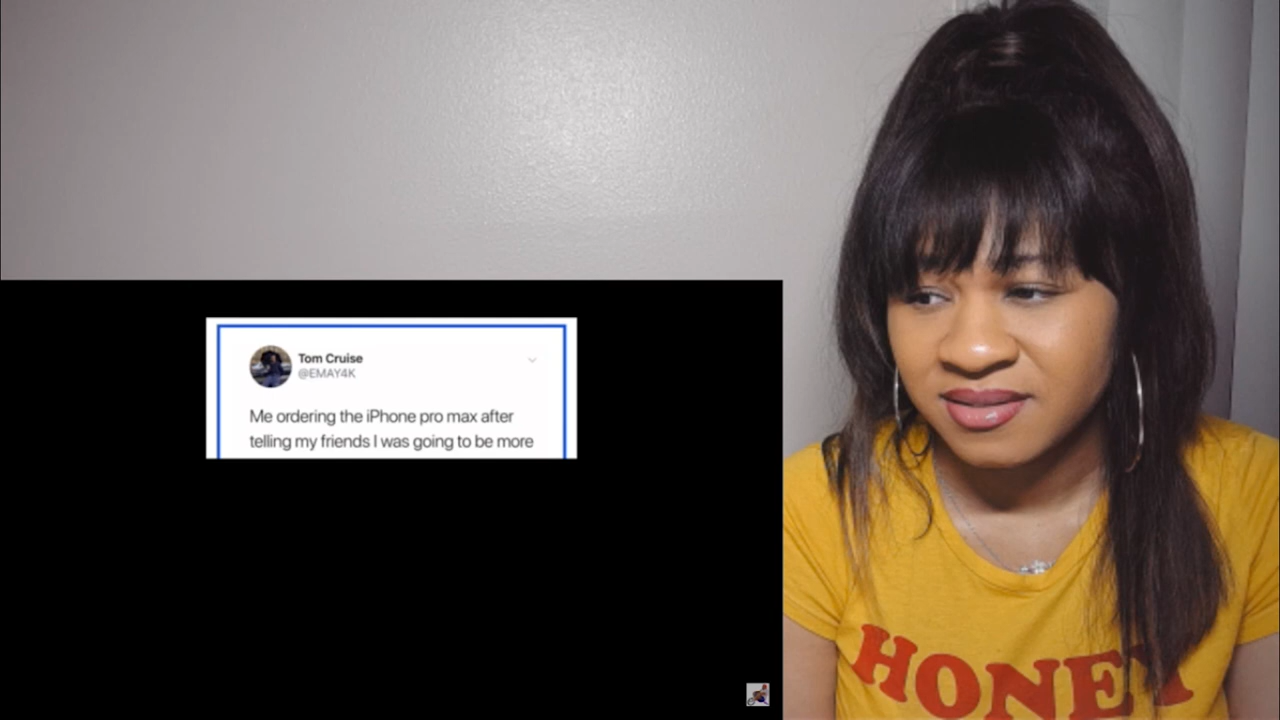 Tom Cruise
@EMAY4K
Me ordering the iPhone pro max after
telling my friends I was going to be more
HONEY